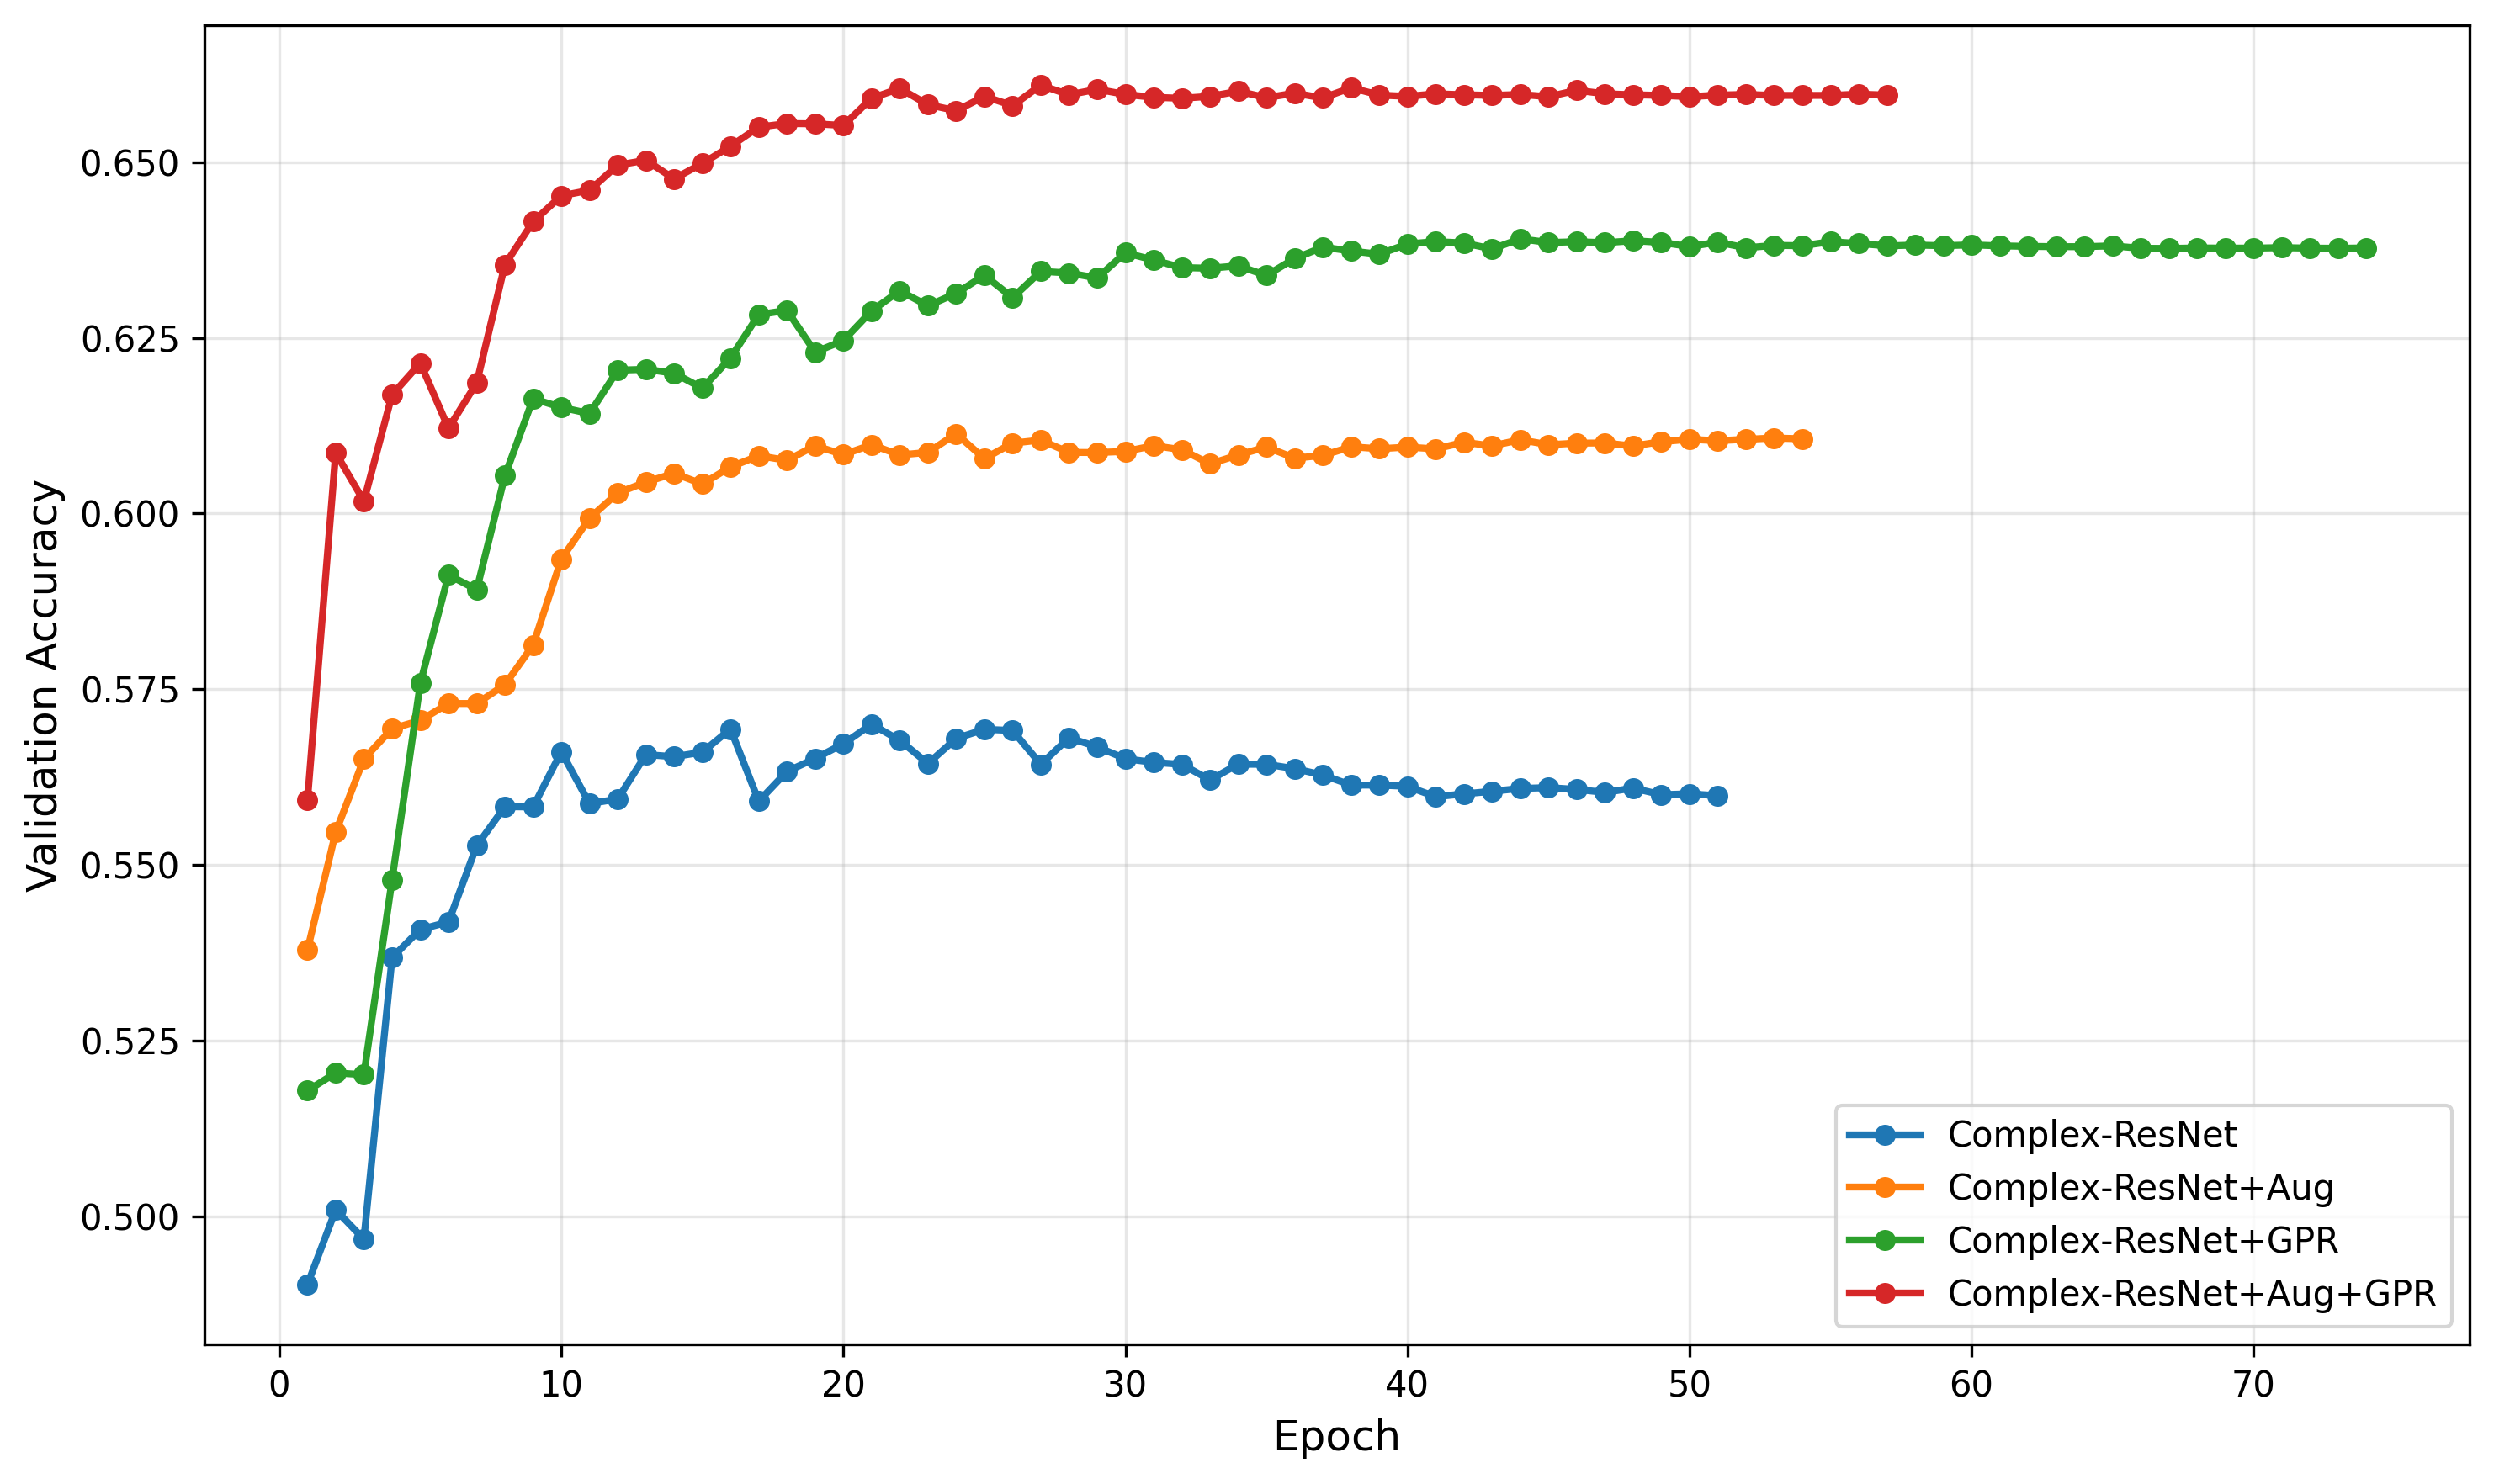 0.650
0.625
0.600
0.575
0.550
0.525
0.500
Validation Accuracy
0 10 20 30 40 50 60 70
Epoch
Complex-ResNet
Complex-ResNet+Aug
Complex-ResNet+GPR
Complex-ResNet+Aug+GPR